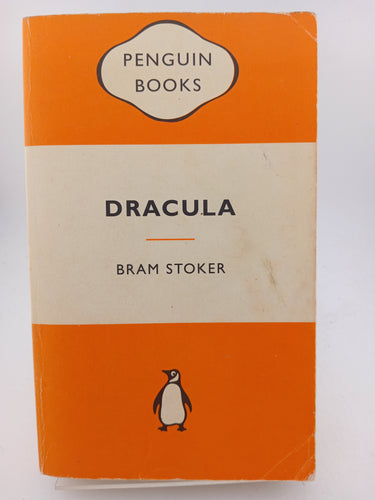 PENGUIN
BOOKS
DRACULA
BRAM STOKER